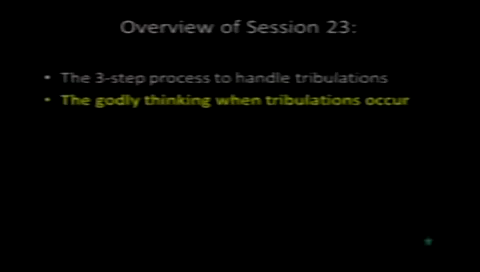 Overview of Session 23:
• The 3-step process to handle tribulations
• The godly thinking when tribulations occur
*